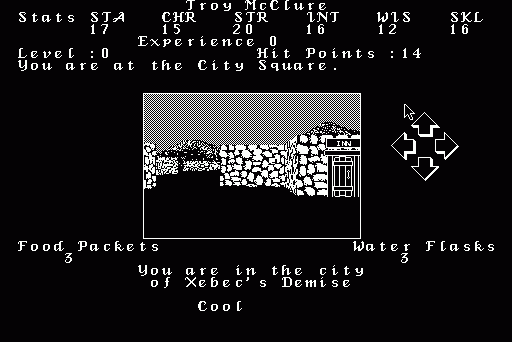 Troy McClure
Stats STA CHR STR INT WIS SKL
17 15 20 16 12 16
Experience 0
Level :0 Hit Points :14
You are at the City Square.
INN
Food Packets Water Flasks
3 3
You are in the city
of Xebec's Demise
Cool